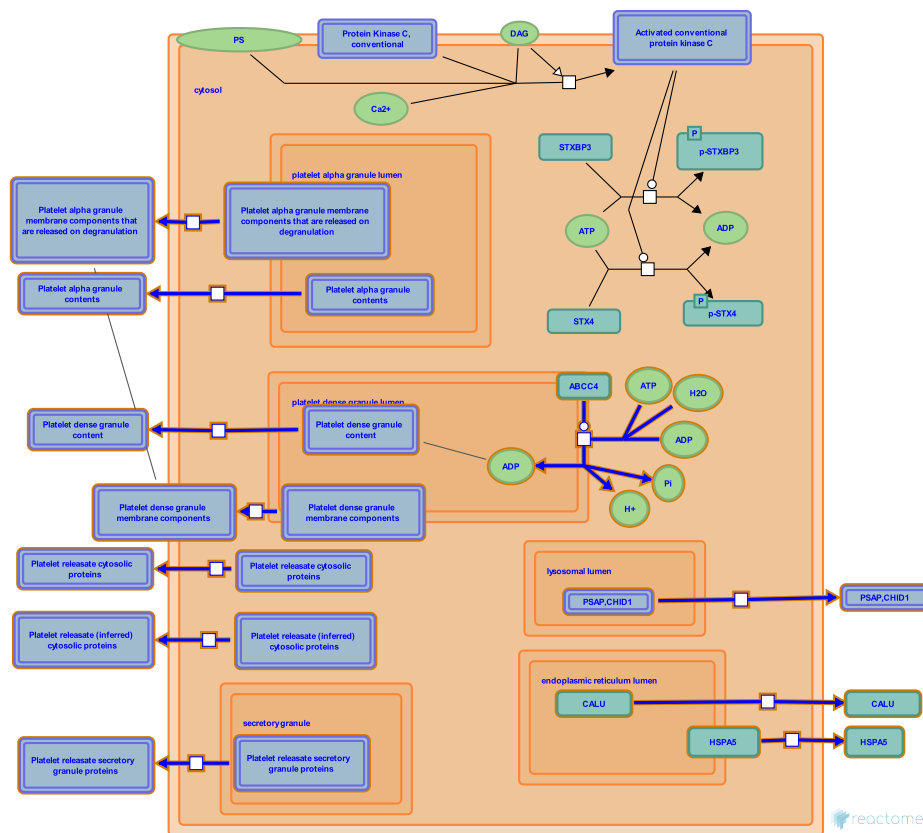 PS
Protein Kinase C,
conventional
DAG
Activated conventional
protein kinase C
cytosol
Ca2+
P
STXBP3
p-STXBP3
platelet alpha granule lumen
Platelet alpha granule
membrane components that
are released on
degranulation
Platelet alpha granule membrane
components that are released on
degranulation
ATP
ADP
Platelet alpha granule
contents
Platelet alpha granule
contents
P
STX4
p-STX4
platelet dense granule lumen
ABCC4
ATP
H2O
Platelet dense granule
content
Platelet dense granule
content
ADP
ADP
Pi
H+
Platelet dense granule
membrane components
Platelet dense granule
membrane components
Platelet releasate cytosolic
proteins
Platelet releasate cytosolic
proteins
lysosomal lumen
PSAP,CHID1
PSAP,CHID1
Platelet releasate (inferred)
cytosolic proteins
Platelet releasate (inferred)
cytosolic proteins
endoplasmic reticulum lumen
CALU
CALU
secretory granule
HSPA5
HSPA5
Platelet releasate secretory
granule proteins
Platelet releasate secretory
granule proteins
reactome